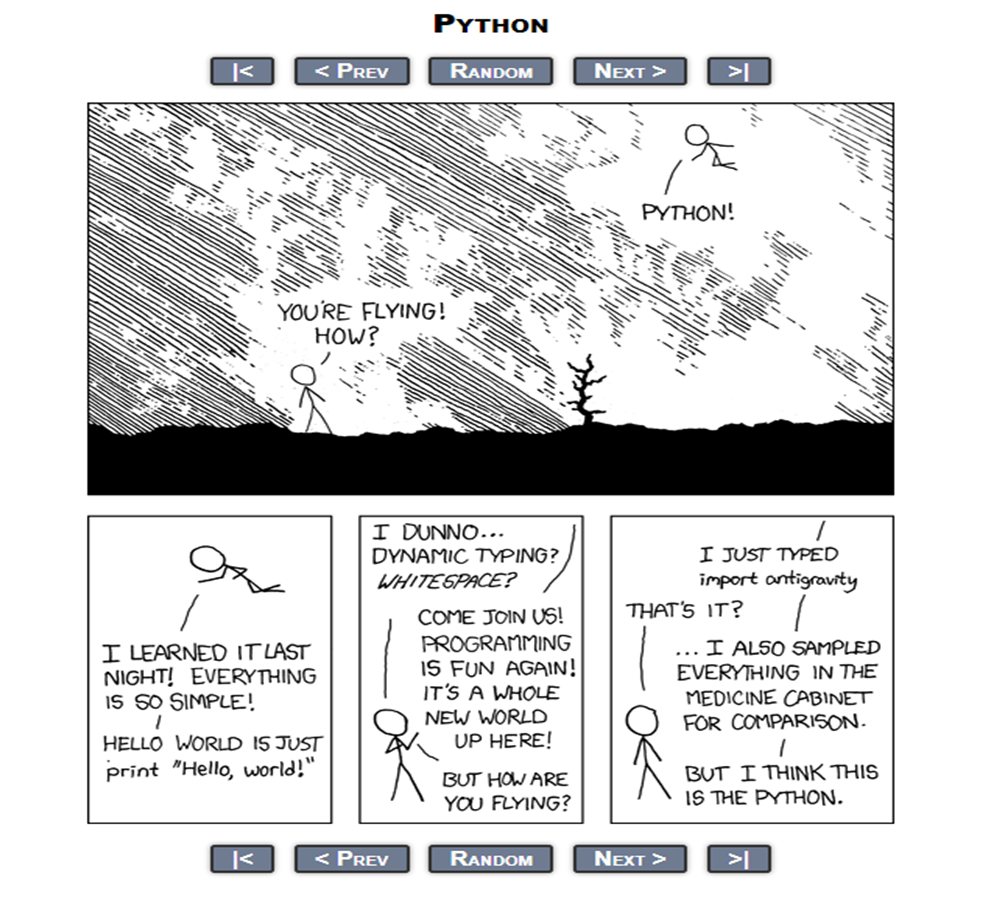 PYTHON
|< < PREV RANDOM NEXT > >|
PYTHON!
YOU'RE FLYING!
HOW?
I LEARNED IT LAST
NIGHT! EVERYTHING
IS SO SIMPLE!
HELLO WORLD IS JUST
print "Hello, world!"
I DUNNO...
DYNAMIC TYPING?
WHITESPACE?
COME JOIN US!
PROGRAMMING
IS FUN AGAIN!
IT'S A WHOLE
NEW WORLD
UP HERE!
BUT HOW ARE
YOU FLYING?
I JUST TYPED
import antigravity
THAT'S IT?
... I ALSO SAMPLED
EVERYTHING IN THE
MEDICINE CABINET
FOR COMPARISON.
BUT I THINK THIS
IS THE PYTHON.
|< < PREV RANDOM NEXT > >|